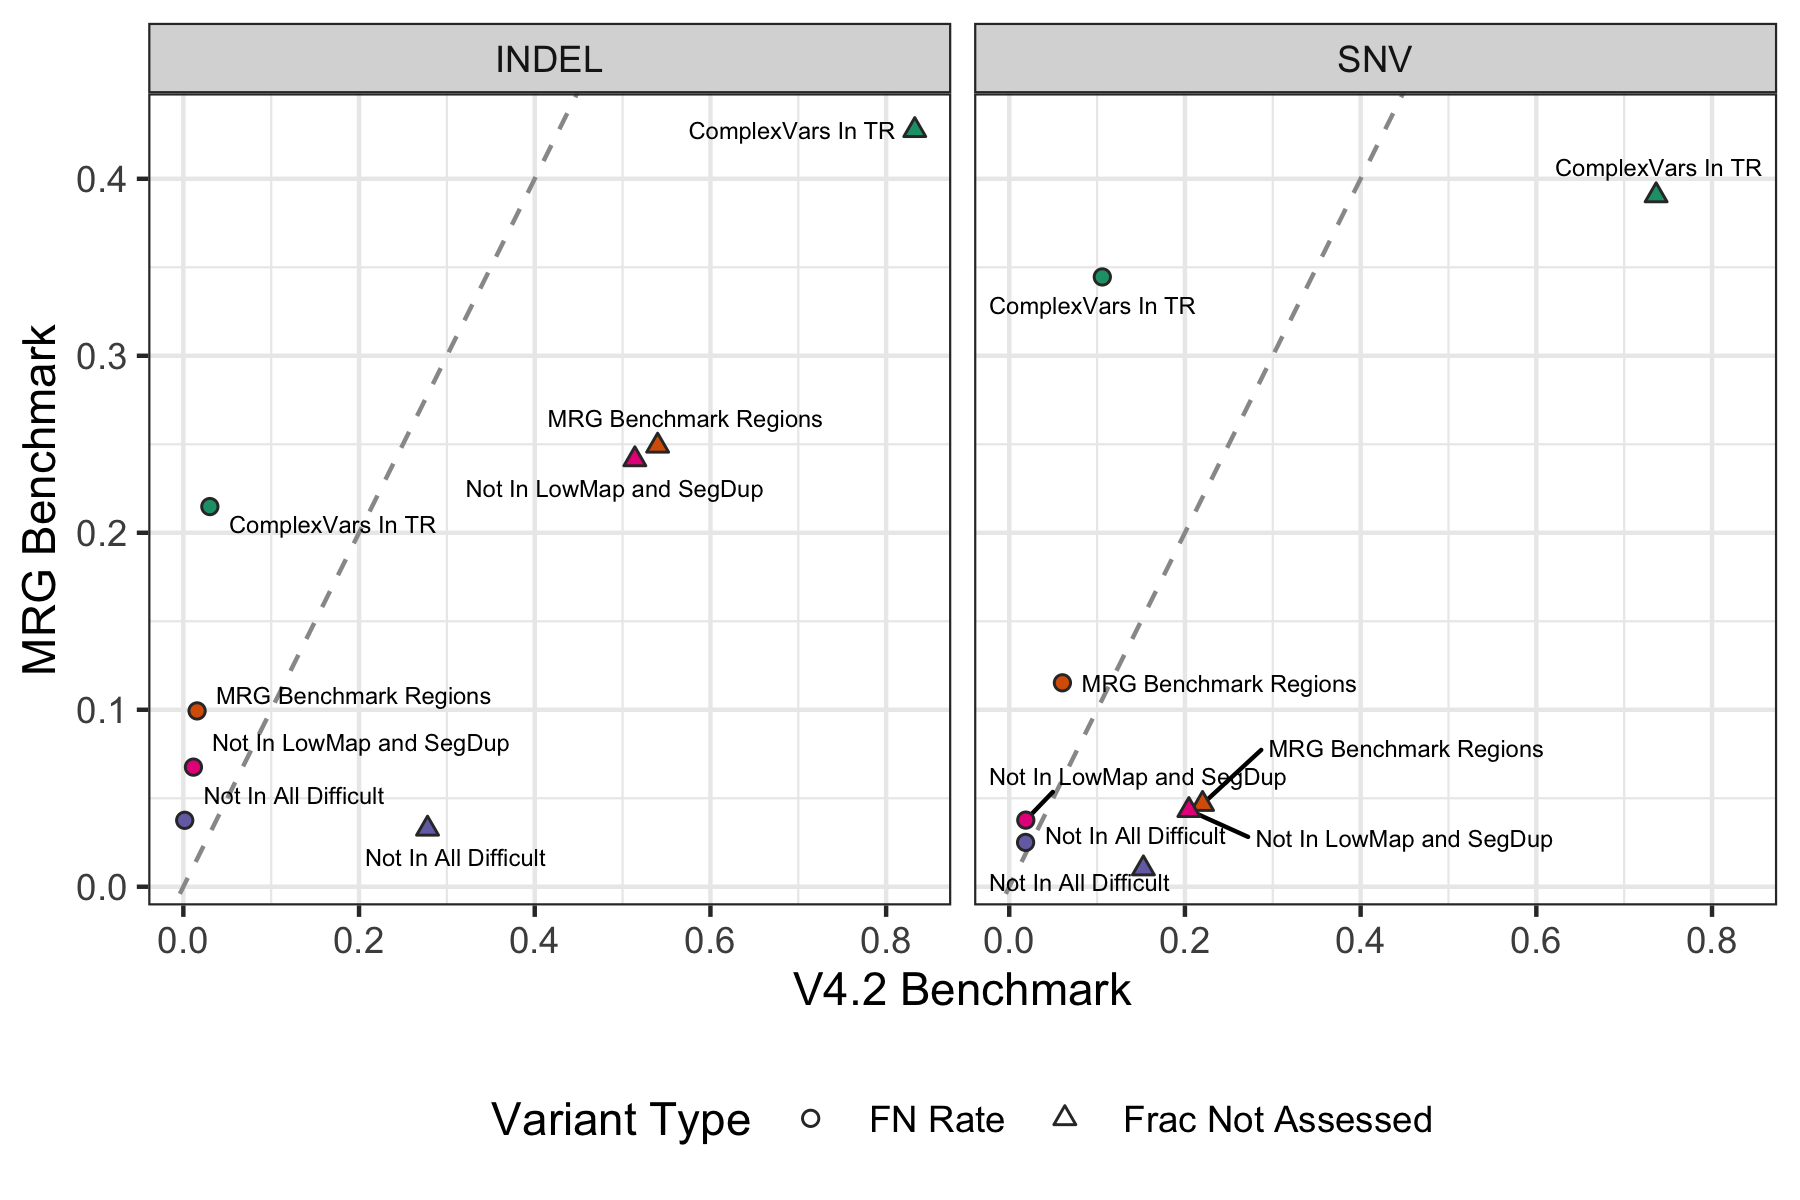 INDEL
SNV
MRG Benchmark
0.4
0.3
0.2
0.1
0.0
ComplexVars In TR
MRG Benchmark Regions
Not In LowMap and SegDup
ComplexVars In TR
MRG Benchmark Regions
Not In LowMap and SegDup
Not In All Difficult
Not In All Difficult
0.0
0.2
0.4
0.6
0.8
ComplexVars In TR
ComplexVars In TR
MRG Benchmark Regions
MRG Benchmark Regions
Not In LowMap and SegDup
Not In All Difficult
Not In LowMap and SegDup
Not In All Difficult
0.0
0.2
0.4
0.6
0.8
V4.2 Benchmark
Variant Type
FN Rate
Frac Not Assessed